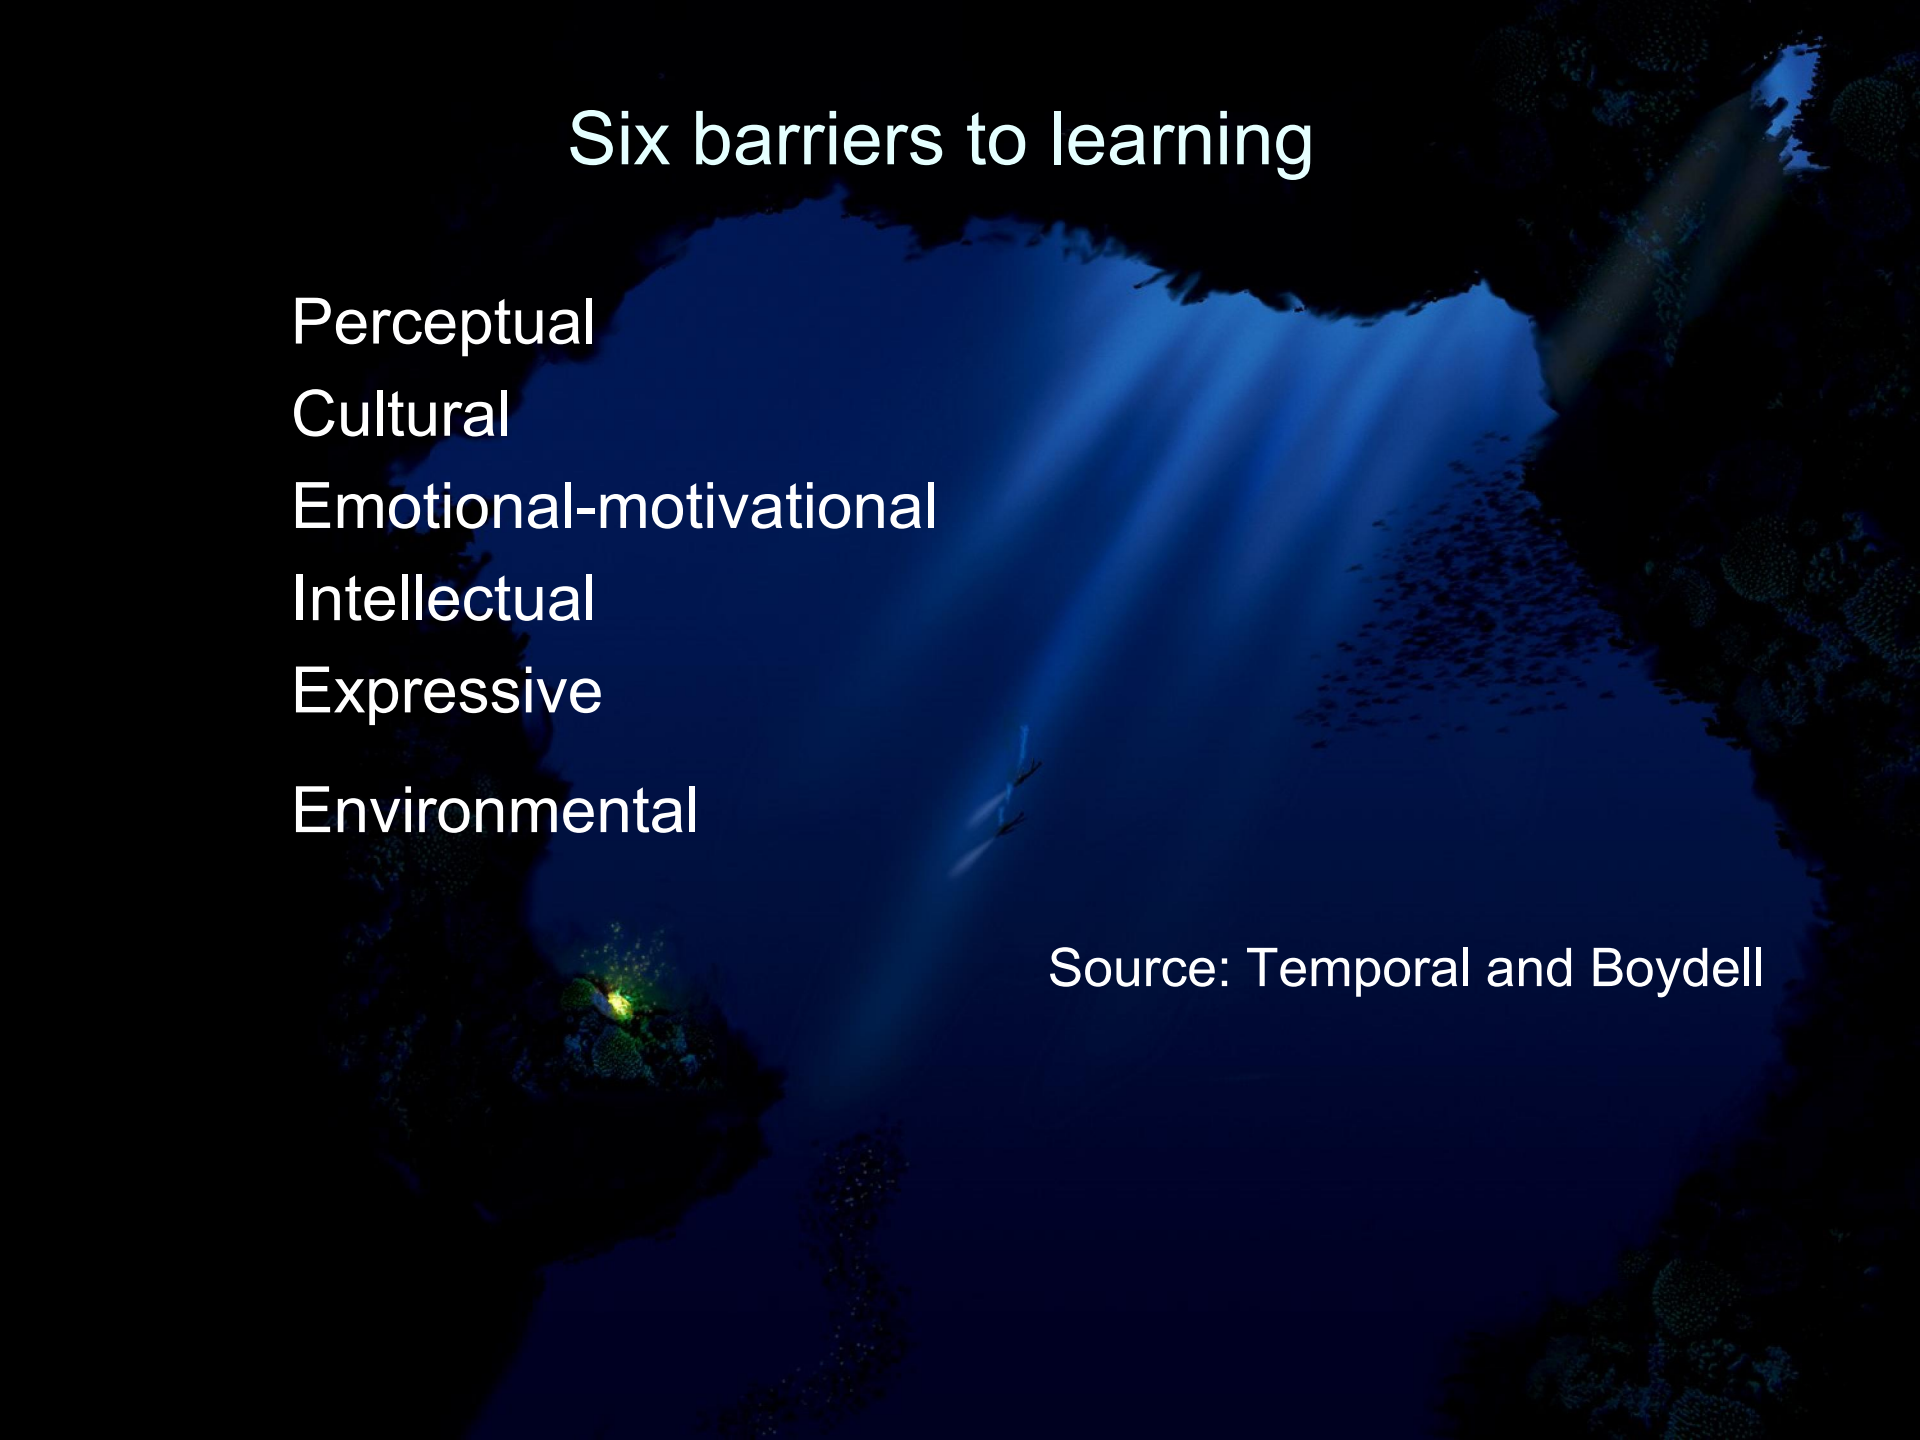 Six barriers to learning
Perceptual
Cultural
Emotional-motivational
Intellectual
Expressive
Environmental
Source: Temporal and Boydell